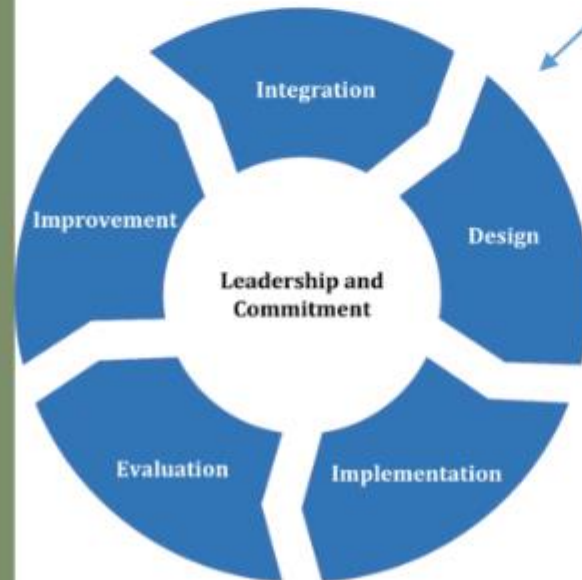 Integration
Design
Implementation
Evaluation
Improvement
Leadership and
Commitment